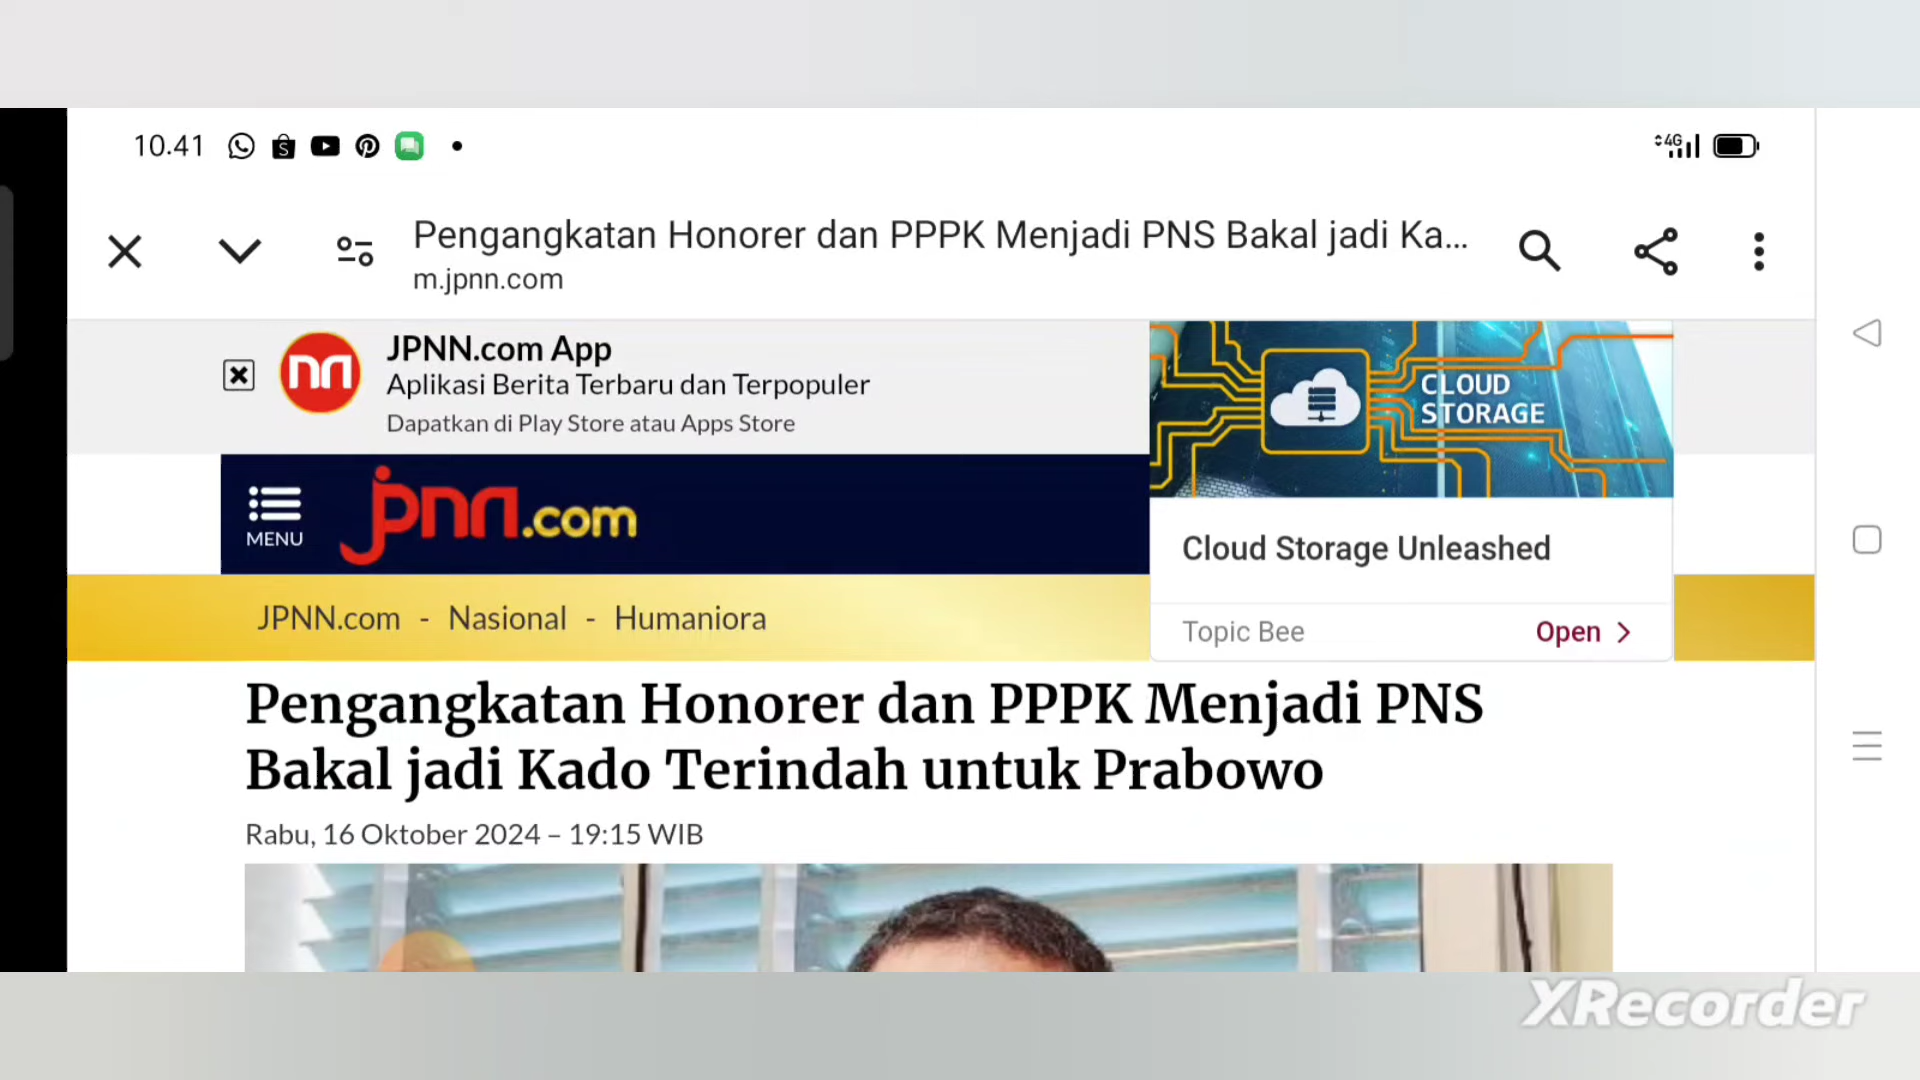 10.41
4G
Pengangkatan Honorer dan PPPK Menjadi PNS Bakal jadi Ka...
m.jpnn.com
JPNN.com App
Aplikasi Berita Terbaru dan Terpopuler
Dapatkan di Play Store atau Apps Store
CLOUD
STORAGE
MENU
jpnn.com
Cloud Storage Unleashed
Topic Bee
Open
JPNN.com - Nasional - Humaniora
Pengangkatan Honorer dan PPPK Menjadi PNS
Bakal jadi Kado Terindah untuk Prabowo
Rabu, 16 Oktober 2024 – 19:15 WIB
XRecorder